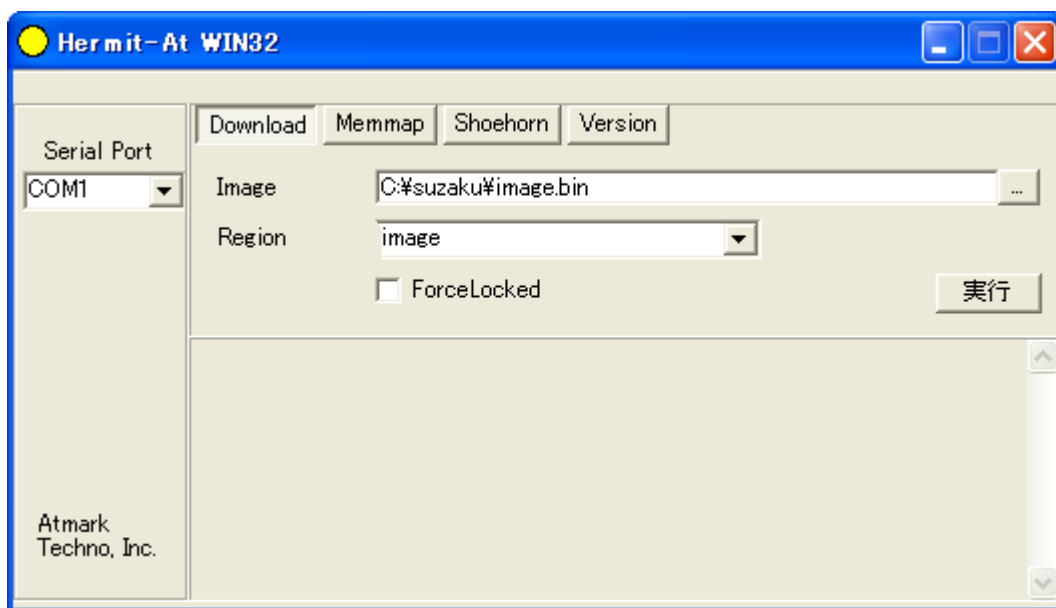 Hermit-At WIN32
Download Memmap Shoehorn Version
Serial Port
COM1
Image C:¥suzaku¥image.bin ...
Region image
ForceLocked 実行
Atmark
Techno, Inc.